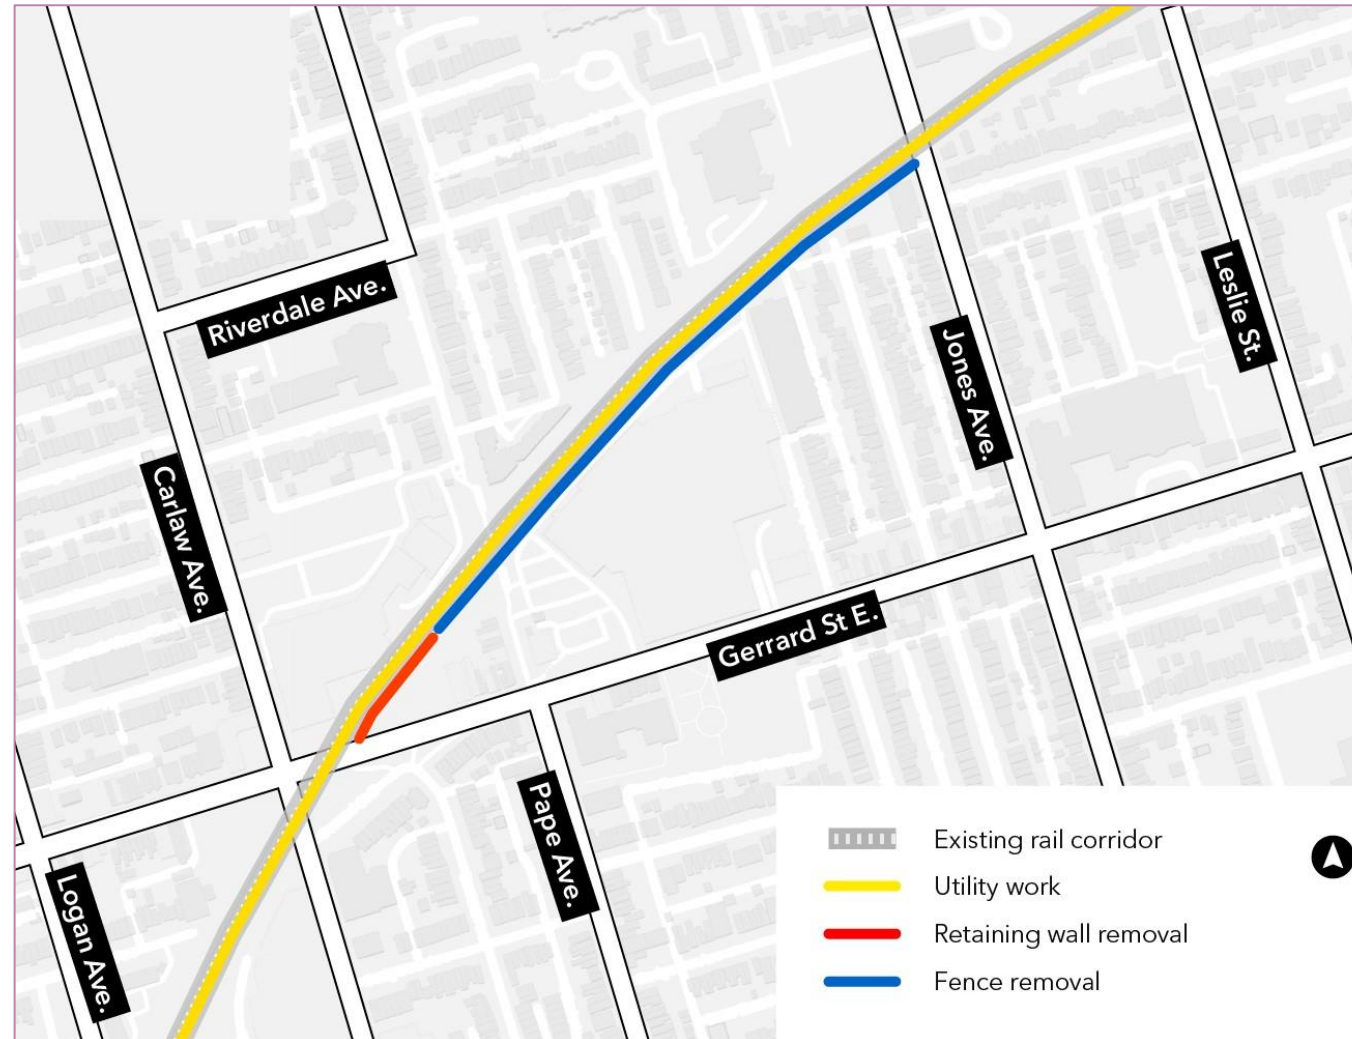 Riverdale Ave.
Leslie St.
Jones Ave.
Carlaw Ave.
Gerrard St E.
Pape Ave.
Logan Ave.
Existing rail corridor
Utility work
Retaining wall removal
Fence removal